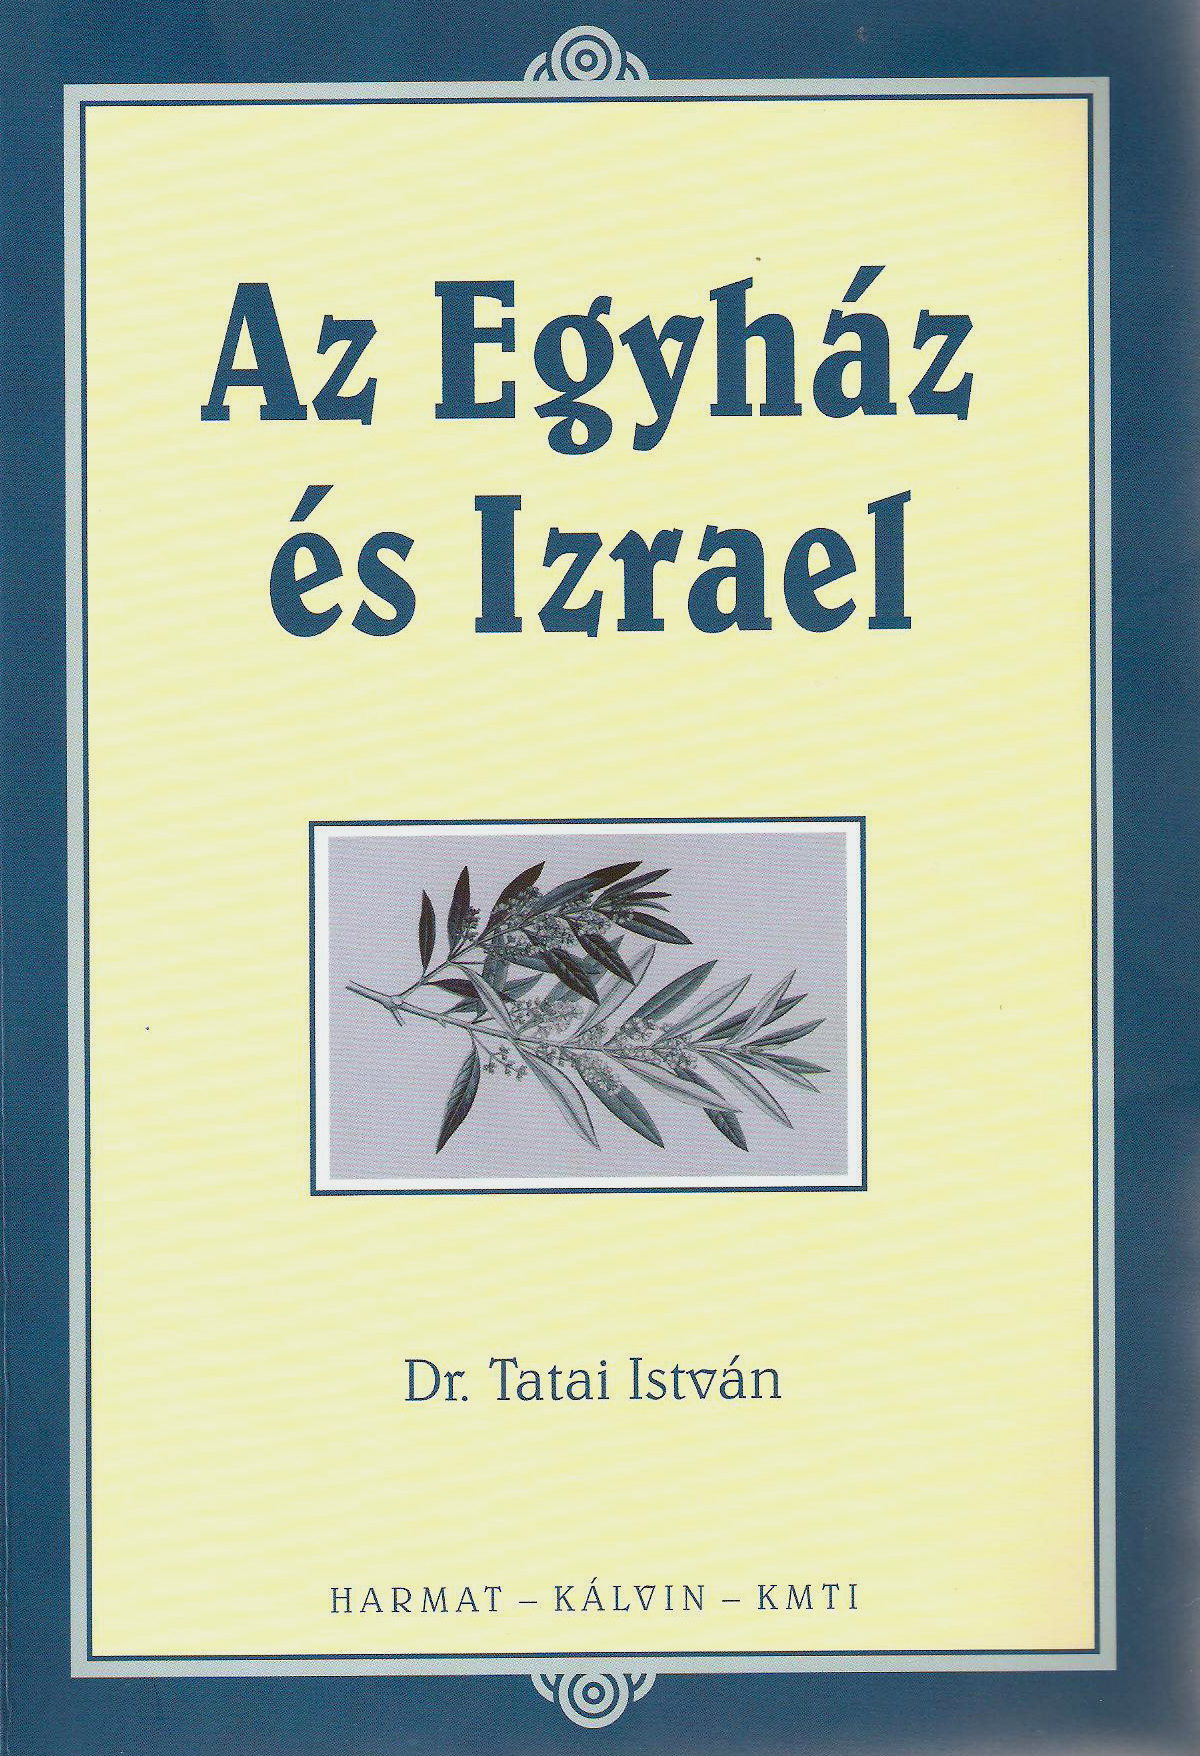 Az Egyház
és Izrael
Dr. Tatai István
HARMAT – KÁLVIN – KMTI